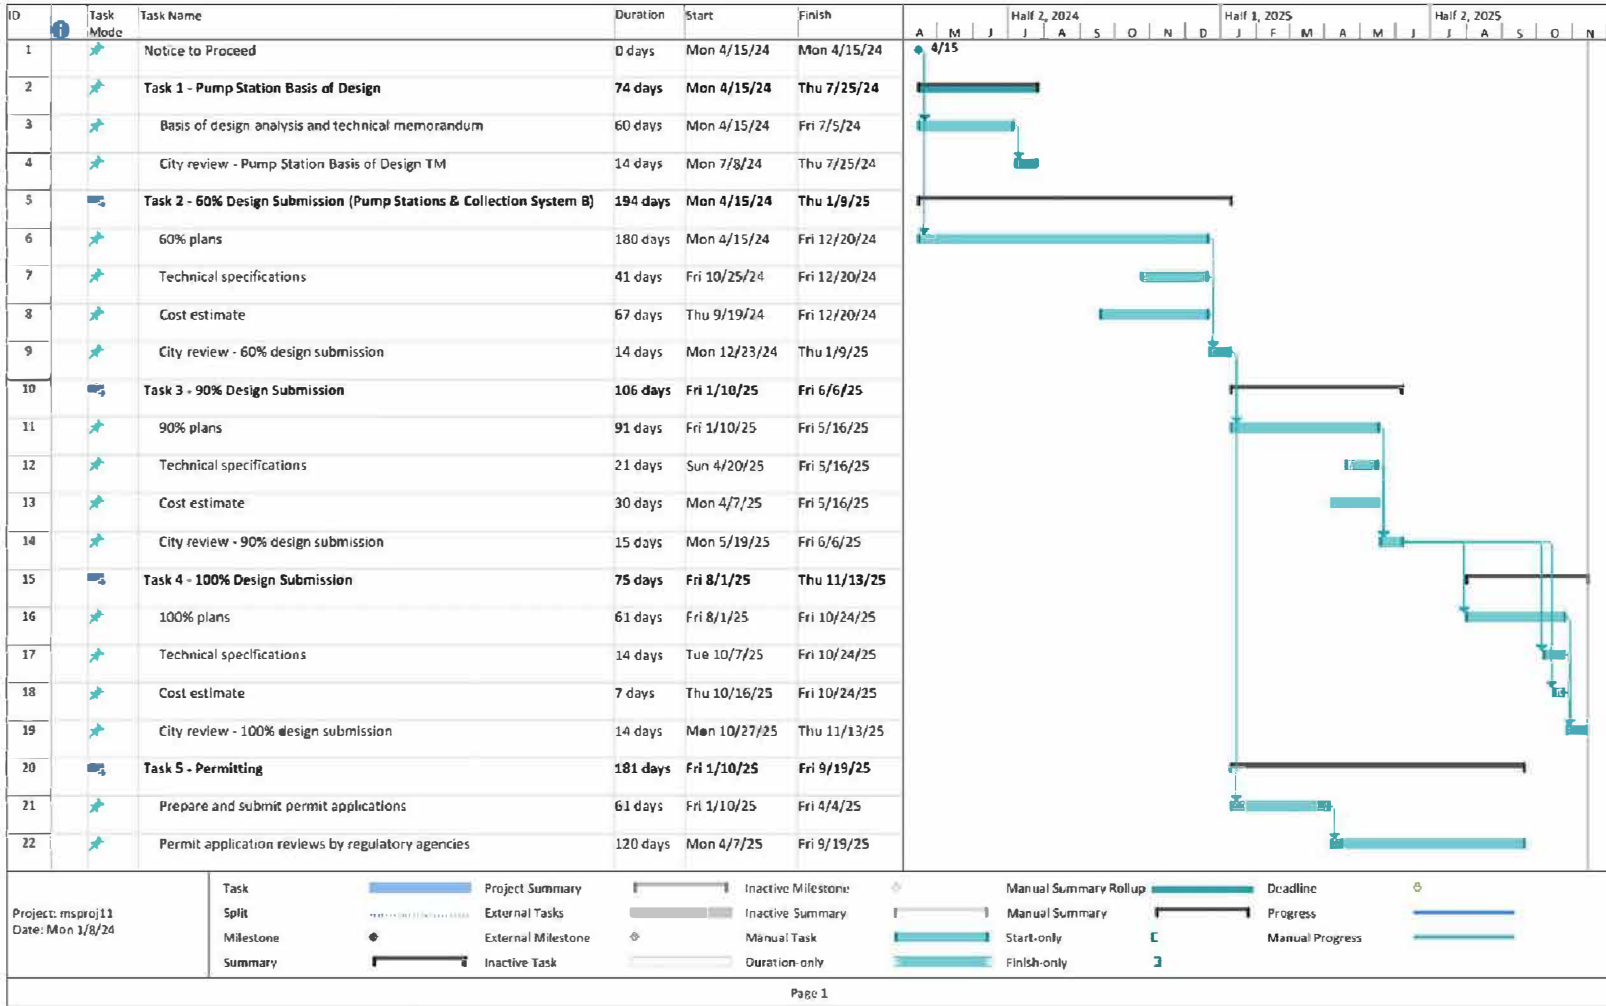 ID Task Mode Task Name Duration Start Finish
Half 2, 2024 Half 1, 2025 Half 2, 2025
A M J J A S O N D J F M A M J J A S O N
1 Notice to Proceed 0 days Mon 4/15/24 Mon 4/15/24 4/15
2 Task 1 - Pump Station Basis of Design 74 days Mon 4/15/24 Thu 7/25/24
3 Basis of design analysis and technical memorandum 60 days Mon 4/15/24 Fri 7/5/24
4 City review - Pump Station Basis of Design TM 14 days Mon 7/8/24 Thu 7/25/24
5 Task 2 - 60% Design Submission (Pump Stations & Collection System B) 194 days Mon 4/15/24 Thu 1/9/25
6 60% plans 180 days Mon 4/15/24 Fri 12/20/24
7 Technical specifications 41 days Fri 10/25/24 Fri 12/20/24
8 Cost estimate 67 days Thu 9/19/24 Fri 12/20/24
9 City review - 60% design submission 14 days Mon 12/23/24 Thu 1/9/25
10 Task 3 - 90% Design Submission 106 days Fri 1/10/25 Fri 6/6/25
11 90% plans 91 days Fri 1/10/25 Fri 5/16/25
12 Technical specifications 21 days Sun 4/20/25 Fri 5/16/25
13 Cost estimate 30 days Mon 4/7/25 Fri 5/16/25
14 City review - 90% design submission 15 days Mon 5/19/25 Fri 6/6/25
15 Task 4 - 100% Design Submission 75 days Fri 8/1/25 Thu 11/13/25
16 100% plans 61 days Fri 8/1/25 Fri 10/24/25
17 Technical specifications 14 days Tue 10/7/25 Fri 10/24/25
18 Cost estimate 7 days Thu 10/16/25 Fri 10/24/25
19 City review - 100% design submission 14 days Mon 10/27/25 Thu 11/13/25
20 Task 5 - Permitting 181 days Fri 1/10/25 Fri 9/19/25
21 Prepare and submit permit applications 61 days Fri 1/10/25 Fri 4/4/25
22 Permit application reviews by regulatory agencies 120 days Mon 4/7/25 Fri 9/19/25
Project: msproj11
Date: Mon 1/8/24
Task Project Summary Inactive Milestone Manual Summary Rollup Deadline
Split External Tasks Inactive Summary Manual Summary Progress
Milestone External Milestone Manual Task Start-only Manual Progress
Summary Inactive Task Duration-only Finish-only
Page 1